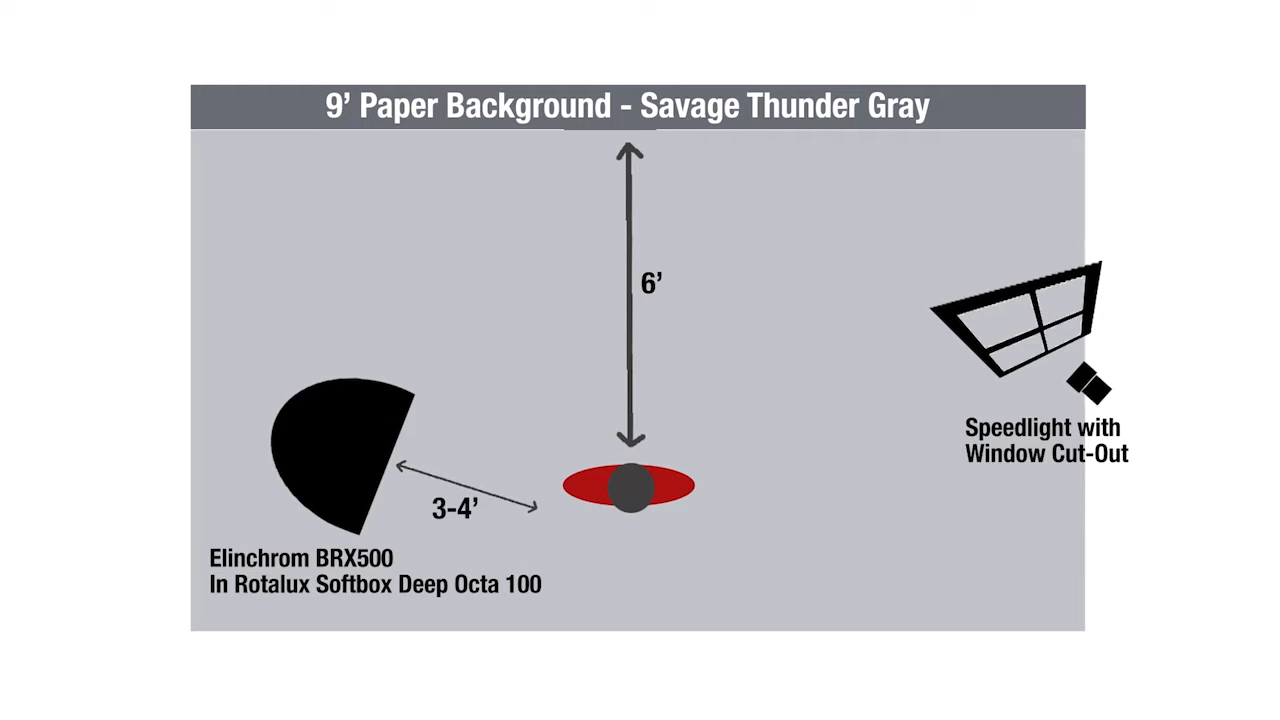 9’ Paper Background - Savage Thunder Gray
6’
3-4’
Speedlight with
Window Cut-Out
Elinchrom BRX500
In Rotalux Softbox Deep Octa 100